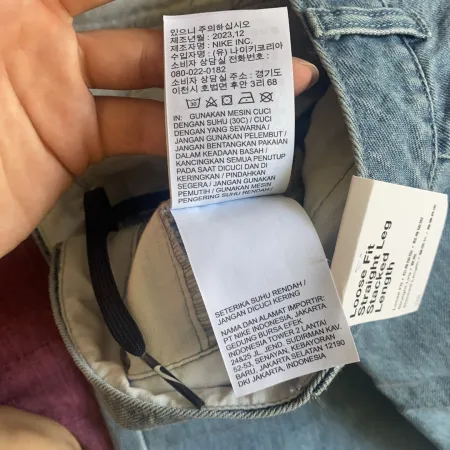 있으니 주의하십시오
제조년월 : 2023,12
제조자 : NIKE INC.
수입자 : (유) 나이키코리아
소비자 상담실 전화번호 :
080-022-0182
소비자 상담실 주소 : 경기도
이천시 호법면 후안 3리 68
IN: GUNAKAN MESIN CUCI
DENGAN SUHU (30C) / CUCI
DENGAN YANG SEWARNA /
JANGAN GUNAKAN PELEMBUT /
JANGAN BENTANGKAN PAKAIAN
DALAM KEADAAN BASAH /
KANCINGKAN SEMUA PENUTUP
PADA SAAT DICUCI DAN DI
KERINGKAN / PINDAHKAN
SEGERA / JANGAN GUNAKAN
PEMUTIH / GUNAKAN MESIN
PENGERING SUHU RENDAH /
SETERIKA SUHU RENDAH /
JANGAN DICUCI KERING
NAMA DAN ALAMAT IMPORTIR:
PT NIKE INDONESIA, JAKARTA
GEDUNG BURSA EFEK
INDONESIA TOWER 2 LANTAI
24&25 JL. JEND. SUDIRMAN KAV.
52-53, SENAYAN, KEBAYORAN
BARU, JAKARTA SELATAN 12190
DKI JAKARTA, INDONESIA
Loose Fit
Straight Leg
Stacked
Length